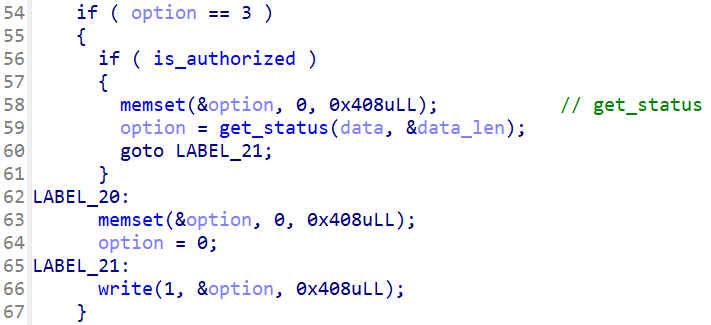 54 if ( option == 3 )
55 {
56 if ( is_authorized )
57 {
58 memset(&option, 0, 0x408uLL); // get_status
59 option = get_status(data, &data_len);
60 goto LABEL_21;
61 }
62 LABEL_20:
63 memset(&option, 0, 0x408uLL);
64 option = 0;
65 LABEL_21:
66 write(1, &option, 0x408uLL);
67 }